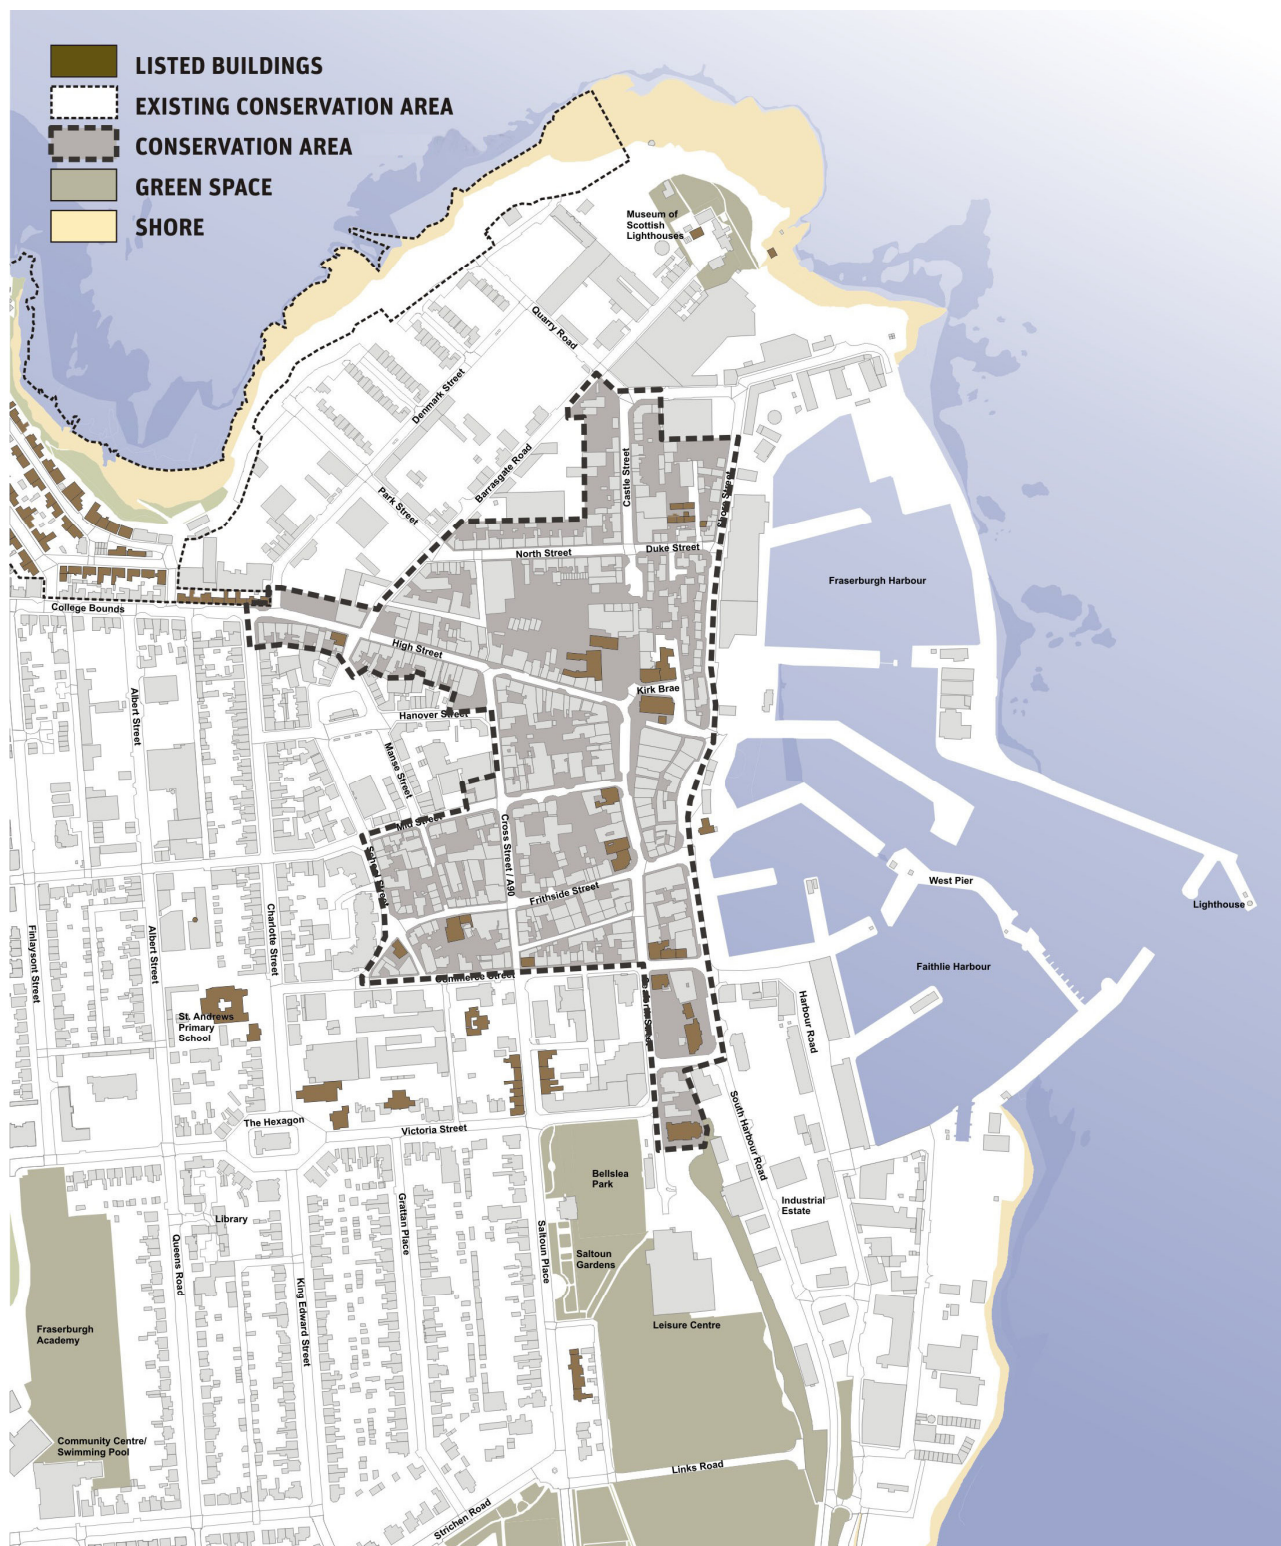 LISTED BUILDINGS
EXISTING CONSERVATION AREA
CONSERVATION AREA
GREEN SPACE
SHORE
Museum of
Scottish
Lighthouses
Quarry Road
Denmark Street
Barrasgate Road
Park Street
Castle Street
Shore Street
North Street
Duke Street
Fraserburgh Harbour
College Bounds
High Street
Kirk Brae
Albert Street
Hanover Street
Manse Street
Mid Street
Cross Street / A90
School Street
Frithside Street
West Pier
Lighthouse
Finlaysont Street
Albert Street
Charlotte Street
Commerce Street
Faithlie Harbour
Harbour Road
St. Andrews
Primary
School
The Hexagon
Victoria Street
South Harbour Road
Bellslea
Park
Industrial
Estate
Library
Grattan Place
Saltoun Place
Queens Road
King Edward Street
Saltoun
Gardens
Leisure Centre
Fraserburgh
Academy
Community Centre/
Swimming Pool
Links Road
Strichen Road